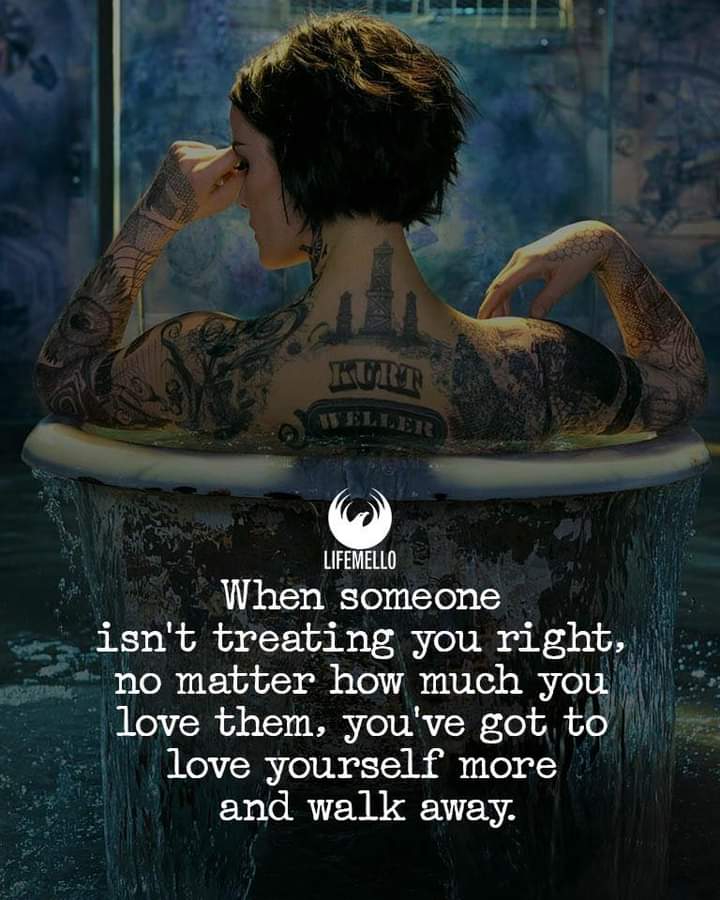 KURT
WELLER
LIFEMELLO
When someone
isn't treating you right,
no matter how much you
love them, you've got to
love yourself more
and walk away.